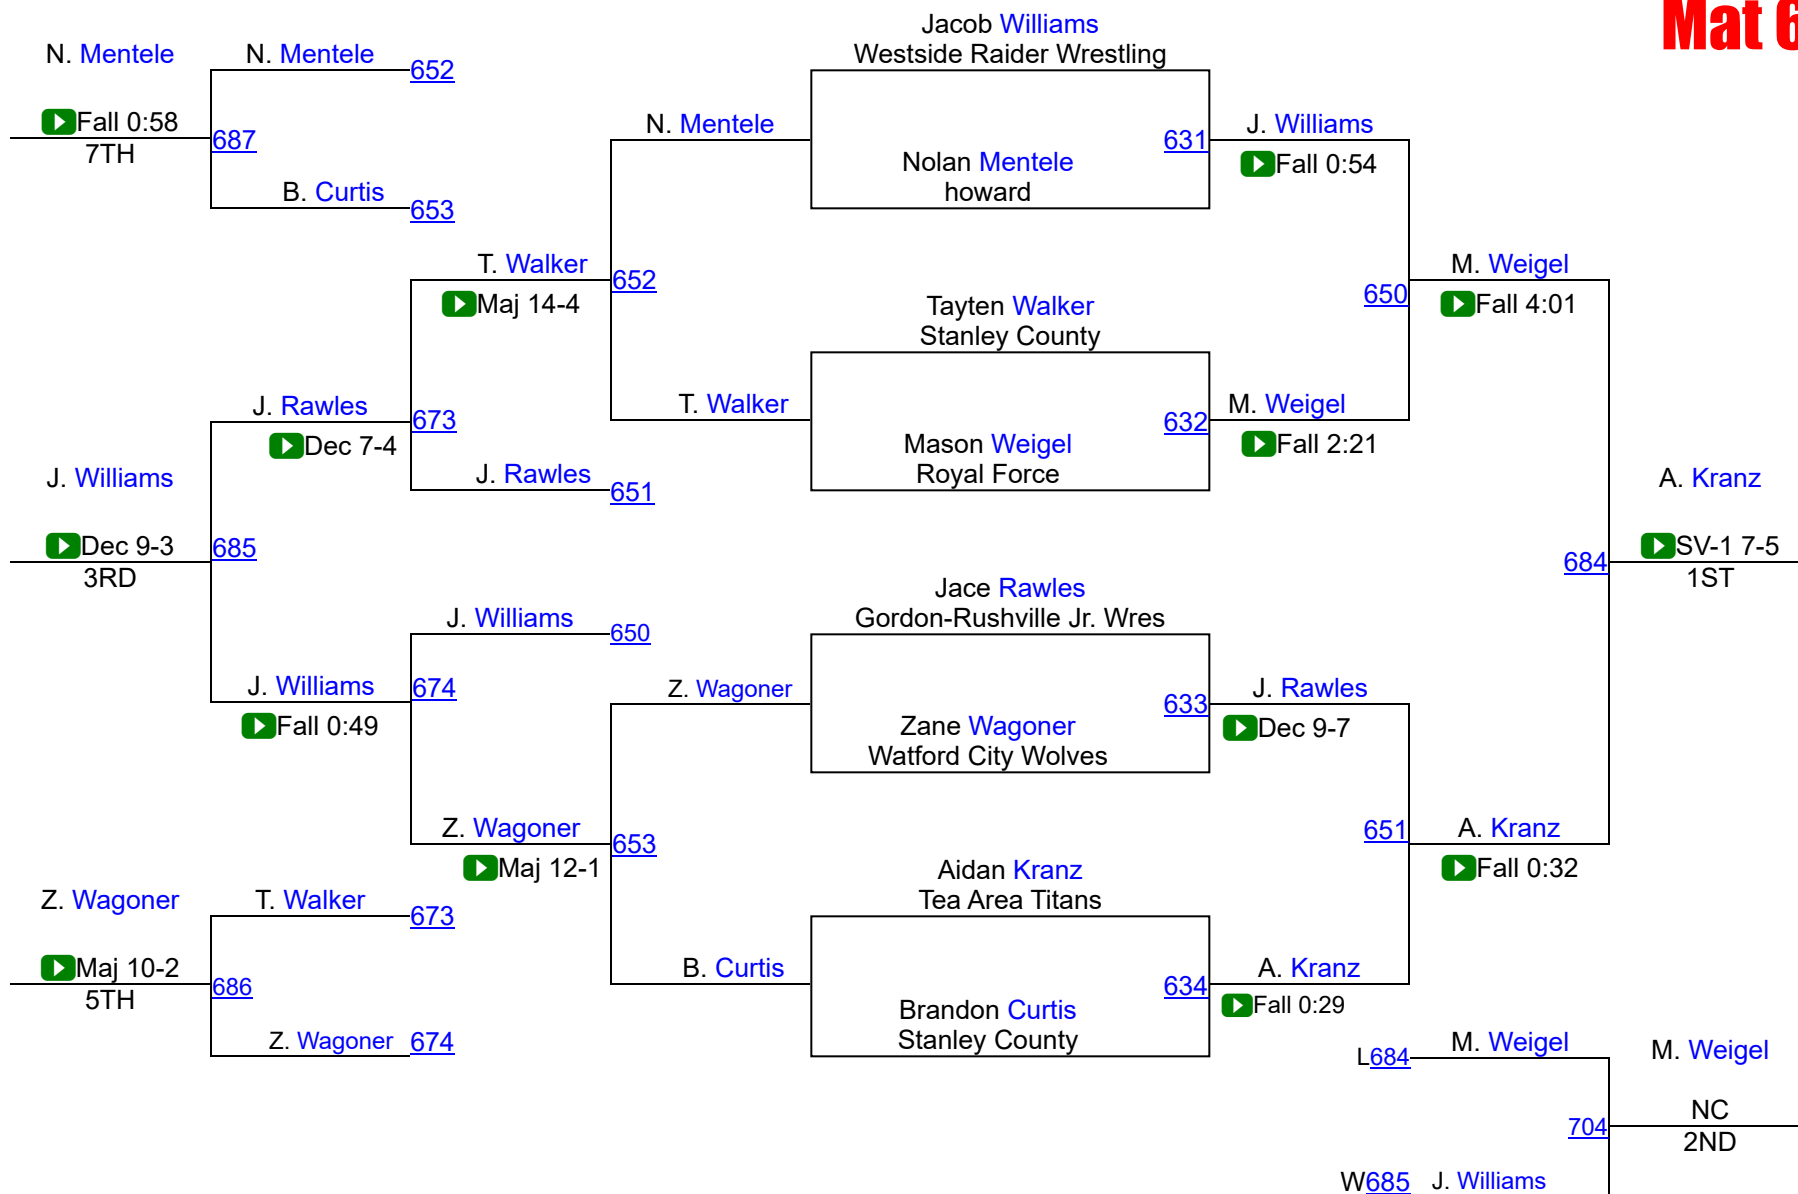 Mat 6
Jacob Williams
Westside Raider Wrestling
N. Mentele
N. Mentele
652
Fall 0:58
7TH
687
N. Mentele
631
J. Williams
Fall 0:54
Nolan Mentele
howard
B. Curtis
653
T. Walker
652
Maj 14-4
650
M. Weigel
Fall 4:01
Tayten Walker
Stanley County
J. Rawles
673
Dec 7-4
T. Walker
632
M. Weigel
Fall 2:21
Mason Weigel
Royal Force
J. Rawles
651
J. Williams
Dec 9-3
3RD
685
A. Kranz
684
SV-1 7-5
1ST
Jace Rawles
Gordon-Rushville Jr. Wres
J. Williams
650
J. Williams
674
Fall 0:49
Z. Wagoner
633
J. Rawles
Dec 9-7
Zane Wagoner
Watford City Wolves
Z. Wagoner
653
Maj 12-1
651
A. Kranz
Fall 0:32
Aidan Kranz
Tea Area Titans
Z. Wagoner
T. Walker
673
Maj 10-2
5TH
686
B. Curtis
634
A. Kranz
Fall 0:29
Brandon Curtis
Stanley County
Z. Wagoner
674
L684
M. Weigel
M. Weigel
704
NC
2ND
W685
J. Williams